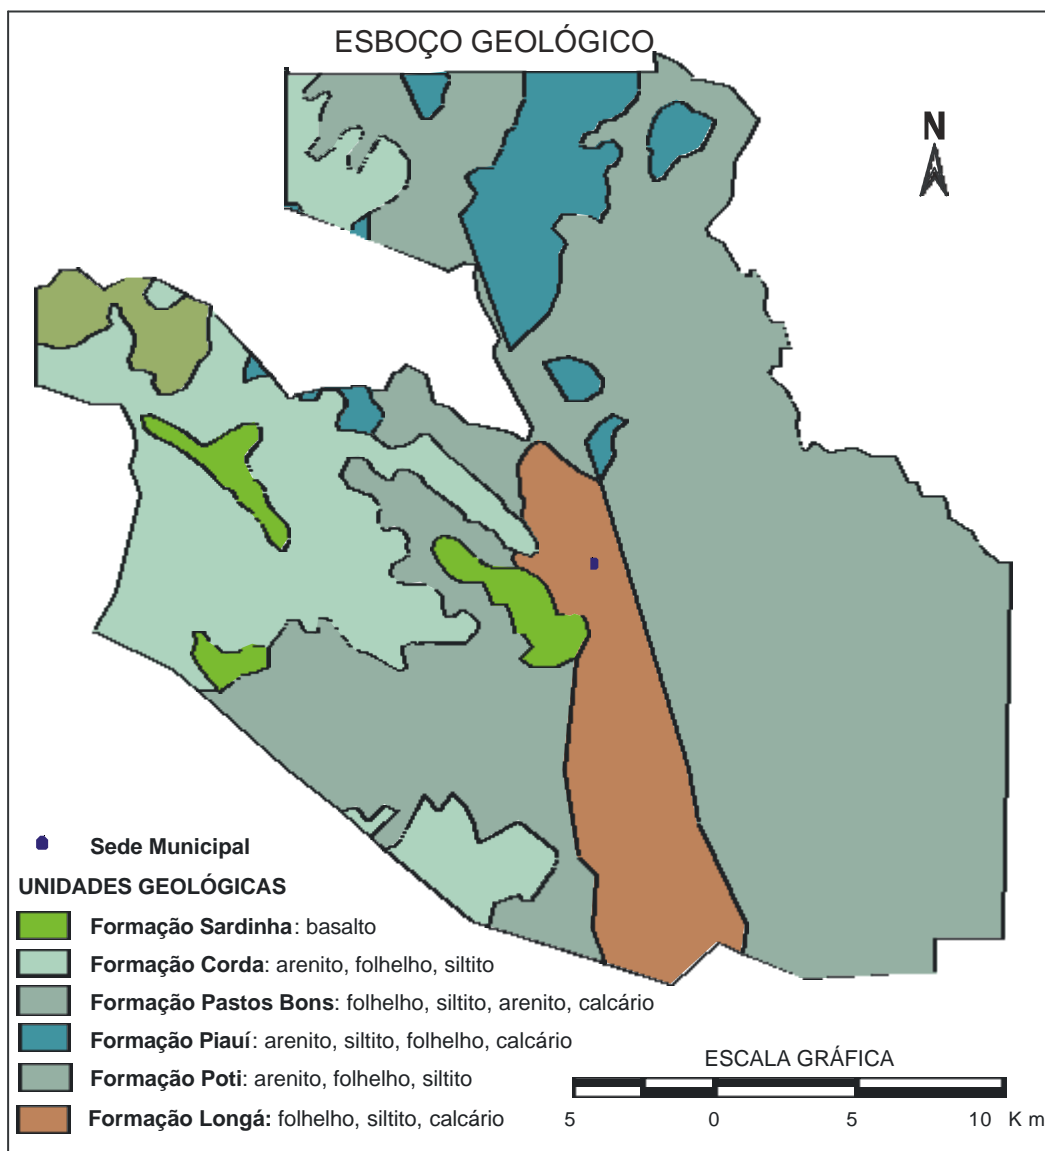 ESBOÇO GEOLÓGICO
N
Sede Municipal
UNIDADES GEOLÓGICAS
Formação Sardinha: basalto
Formação Corda: arenito, folhelho, siltito
Formação Pastos Bons: folhelho, siltito, arenito, calcário
Formação Piauí: arenito, siltito, folhelho, calcário
Formação Poti: arenito, folhelho, siltito
Formação Longá: folhelho, siltito, calcário
ESCALA GRÁFICA
5 0 5 10 K m